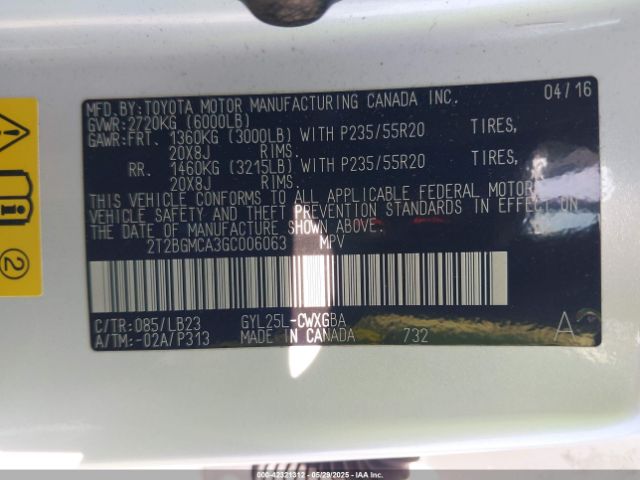 MFD.BY:TOYOTA MOTOR MANUFACTURING CANADA INC. 04/16
GVWR:2720KG (6000LB)
GAWR:FRT. 1360KG (3000LB) WITH P235/55R20 TIRES,
20X8J RIMS.
RR. 1460KG (3215LB) WITH P235/55R20 TIRES,
20X8J RIMS.
THIS VEHICLE CONFORMS TO ALL APPLICABLE FEDERAL MOTOR
VEHICLE SAFETY AND THEFT PREVENTION STANDARDS IN EFFECT ON
THE DATE OF MANUFACTURE SHOWN ABOVE.
2T2BGMCA3GC006063 MPV
C/TR:085/LB23 GYL25L-CWXGBA A
A/TM:-02A/P313 MADE IN CANADA 732
2
000-42321312 05/29/2025 IAA Inc.